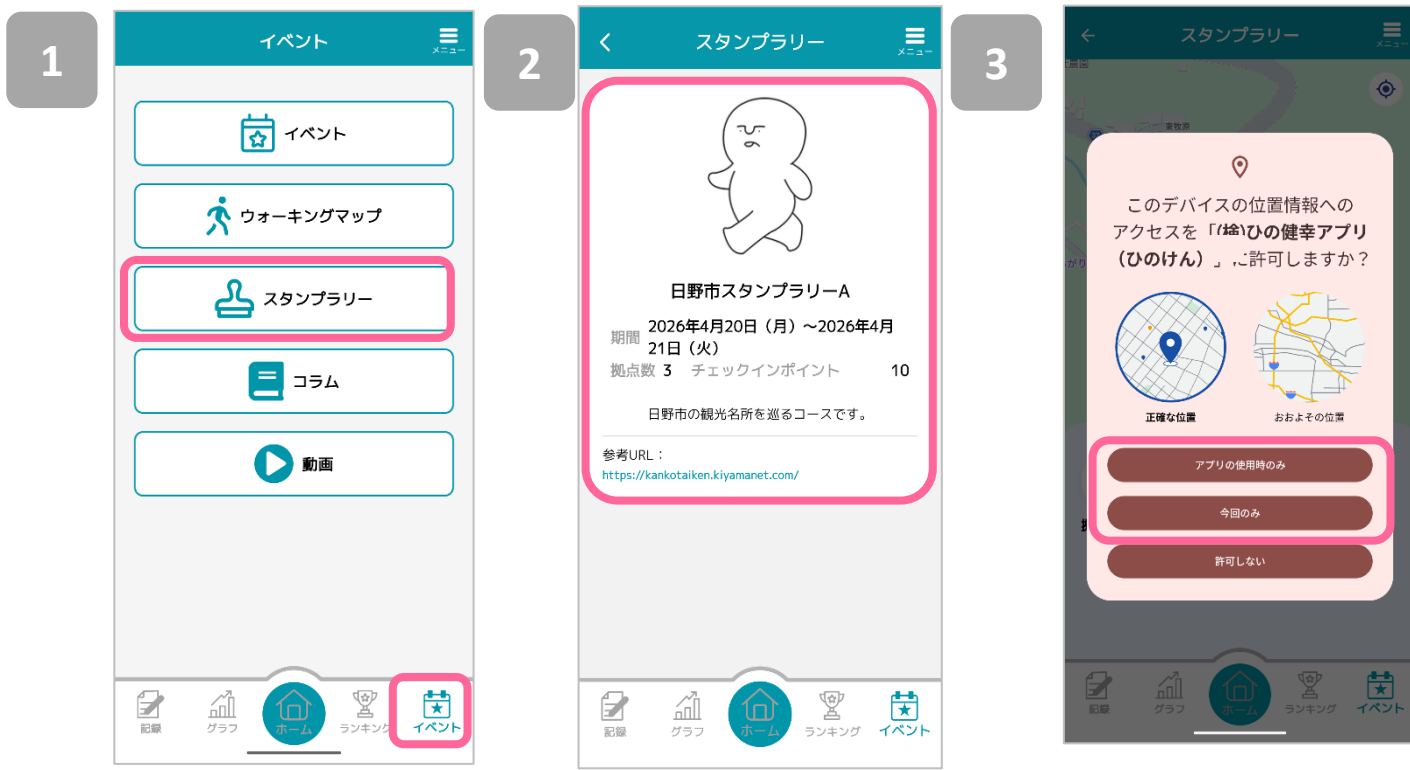 1
イベント
メニュー
イベント
ウォーキングマップ
スタンプラリー
コラム
動画
記録
グラフ
ホーム
ランキング
イベント
2
スタンプラリー
メニュー
日野市スタンプラリーA
期間
2026年4月20日（月）～2026年4月
21日（火）
拠点数 3 チェックインポイント 10
日野市の観光名所を巡るコースです。
参考URL：
https://kankotaiken.kiyamanet.com/
記録
グラフ
ホーム
ランキング
イベント
3
スタンプラリー
メニュー
東牧原
このデバイスの位置情報への
アクセスを「(検)ひの健幸アプリ
（ひのけん）」に許可しますか？
正確な位置
おおよその位置
アプリの使用時のみ
今回のみ
許可しない
記録
グラフ
ホーム
ランキング
イベント